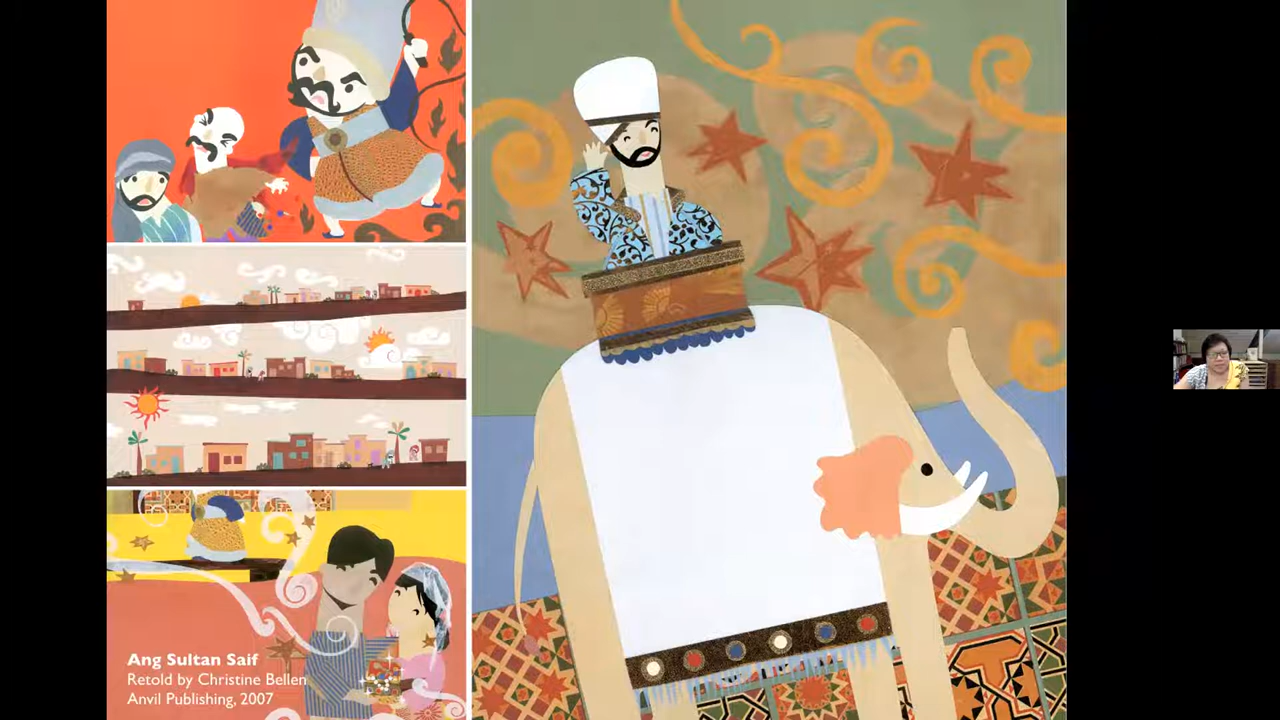 Ang Sultan Saif
Retold by Christine Bellen
Anvil Publishing, 2007